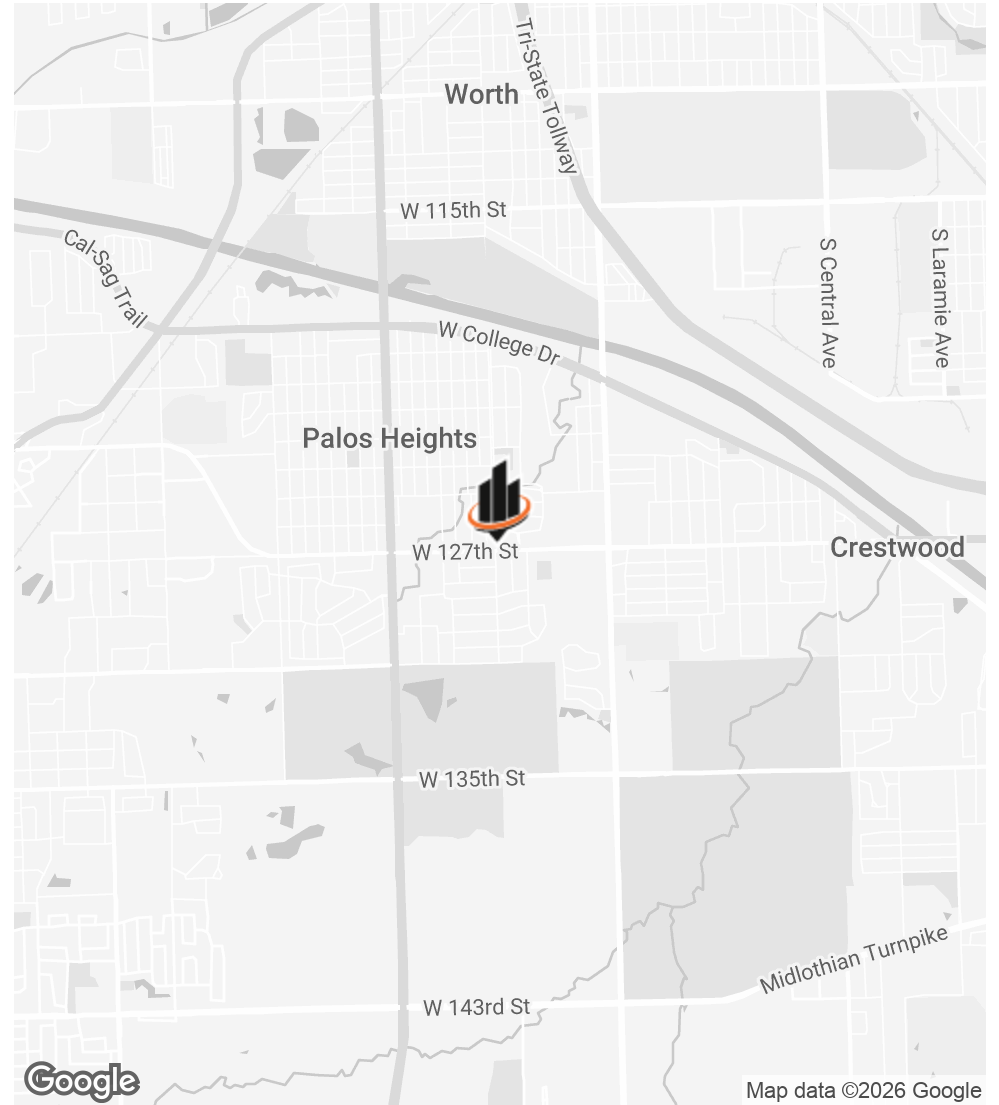 Tri-State Tollway
Worth
W 115th St
Cal-Sag Trail
S Central Ave
S Laramie Ave
W College Dr
Palos Heights
W 127th St
Crestwood
W 135th St
Midlothian Turnpike
W 143rd St
Google
Map data ©2026 Google